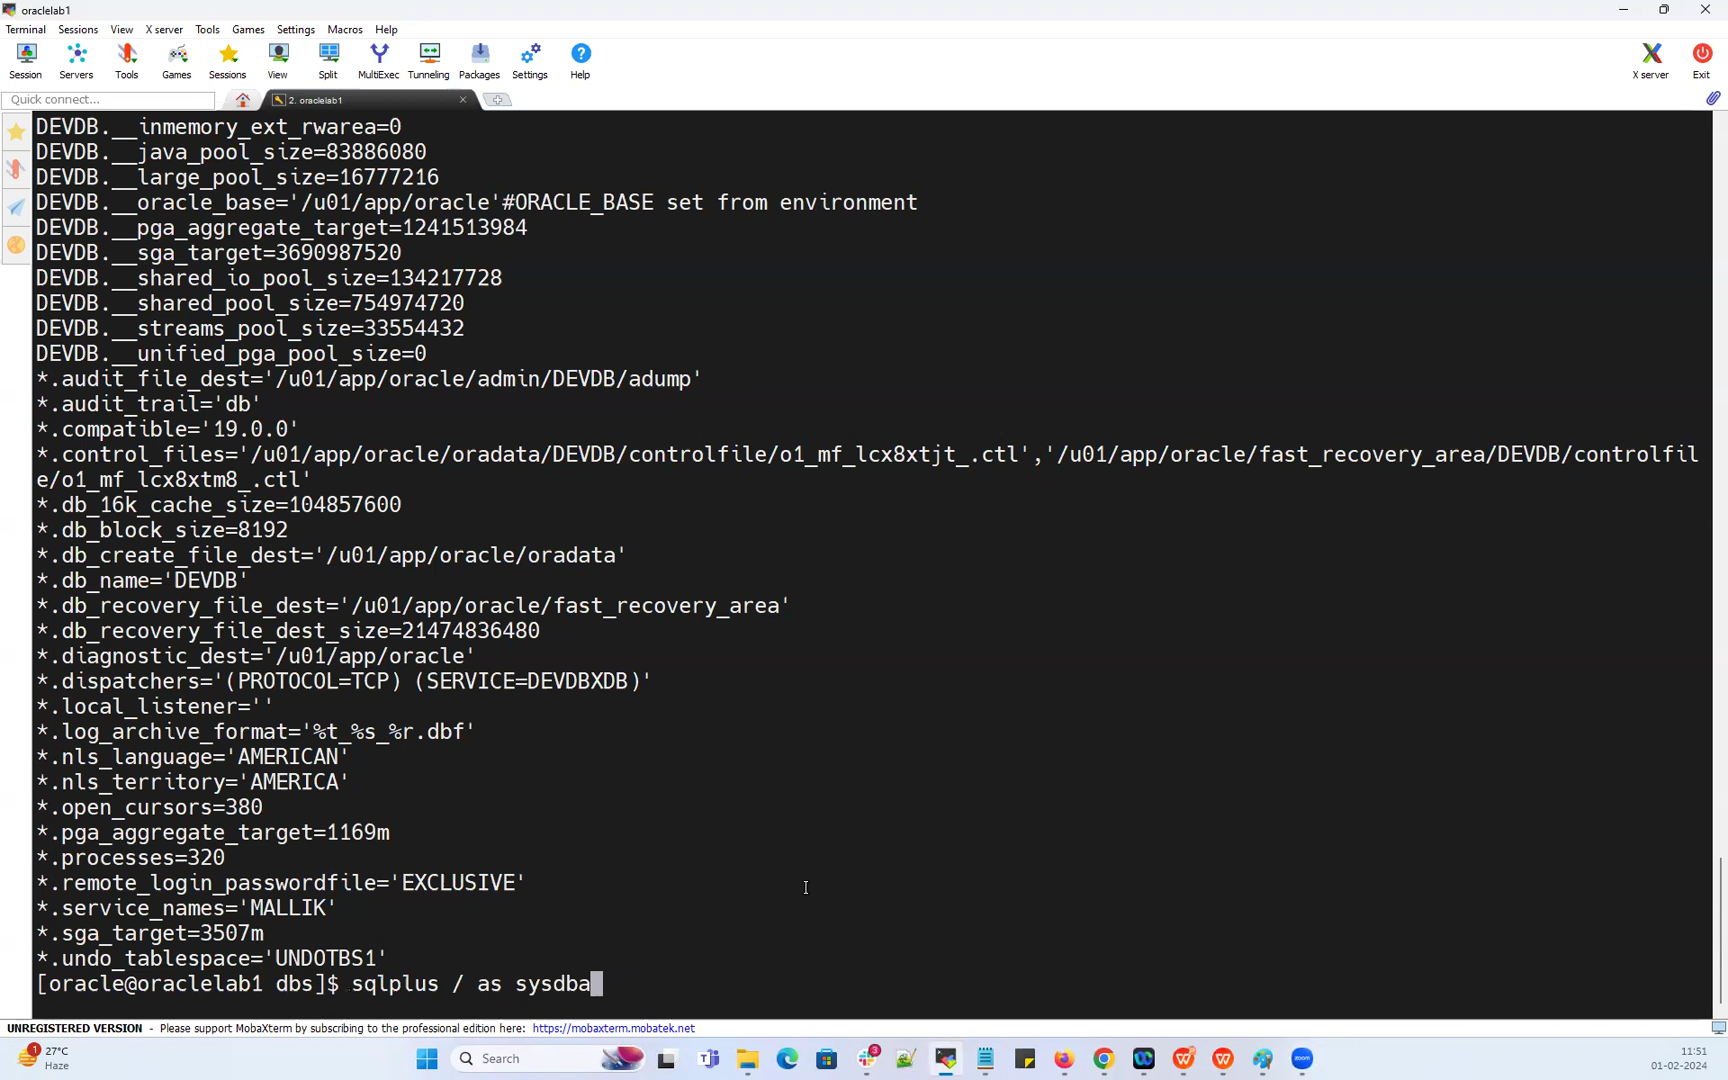 oraclelab1
Terminal Sessions View X server Tools Games Settings Macros Help
Session Servers Tools Games Sessions View Split MultiExec Tunneling Packages Settings Help X server Exit
Quick connect... 2. oraclelab1
DEVDB.__inmemory_ext_rwarea=0
DEVDB.__java_pool_size=83886080
DEVDB.__large_pool_size=16777216
DEVDB.__oracle_base='/u01/app/oracle'#ORACLE_BASE set from environment
DEVDB.__pga_aggregate_target=1241513984
DEVDB.__sga_target=3690987520
DEVDB.__shared_io_pool_size=134217728
DEVDB.__shared_pool_size=754974720
DEVDB.__streams_pool_size=33554432
DEVDB.__unified_pga_pool_size=0
*.audit_file_dest='/u01/app/oracle/admin/DEVDB/adump'
*.audit_trail='db'
*.compatible='19.0.0'
*.control_files='/u01/app/oracle/oradata/DEVDB/controlfile/o1_mf_lcx8xtjt_.ctl','/u01/app/oracle/fast_recovery_area/DEVDB/controlfil
e/o1_mf_lcx8xtm8_.ctl'
*.db_16k_cache_size=104857600
*.db_block_size=8192
*.db_create_file_dest='/u01/app/oracle/oradata'
*.db_name='DEVDB'
*.db_recovery_file_dest='/u01/app/oracle/fast_recovery_area'
*.db_recovery_file_dest_size=21474836480
*.diagnostic_dest='/u01/app/oracle'
*.dispatchers='(PROTOCOL=TCP) (SERVICE=DEVDBXDB)'
*.local_listener=''
*.log_archive_format='%t_%s_%r.dbf'
*.nls_language='AMERICAN'
*.nls_territory='AMERICA'
*.open_cursors=380
*.pga_aggregate_target=1169m
*.processes=320
*.remote_login_passwordfile='EXCLUSIVE'
*.service_names='MALLIK'
*.sga_target=3507m
*.undo_tablespace='UNDOTBS1'
[oracle@oraclelab1 dbs]$ sqlplus / as sysdba
UNREGISTERED VERSION - Please support MobaXterm by subscribing to the professional edition here: https://mobaxterm.mobatek.net
1 27°C
Haze
Search
3
11:51
01-02-2024